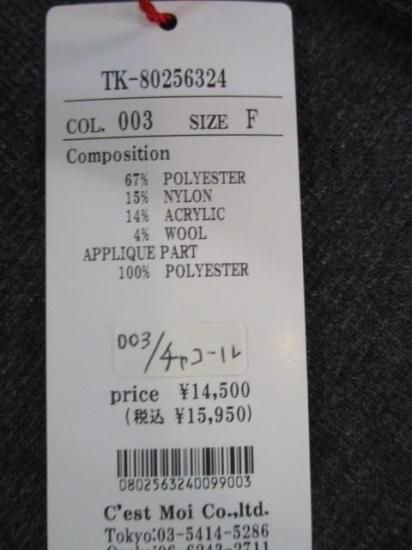 TK-80256324
COL. 003 SIZE F
Composition
67% POLYESTER
15% NYLON
14% ACRYLIC
4% WOOL
APPLIQUE PART
100% POLYESTER
003/チャコール
price ¥14,500
(税込 ¥15,950)
0802563240099003
C'est Moi Co.,ltd.
Tokyo:03-5414-5286